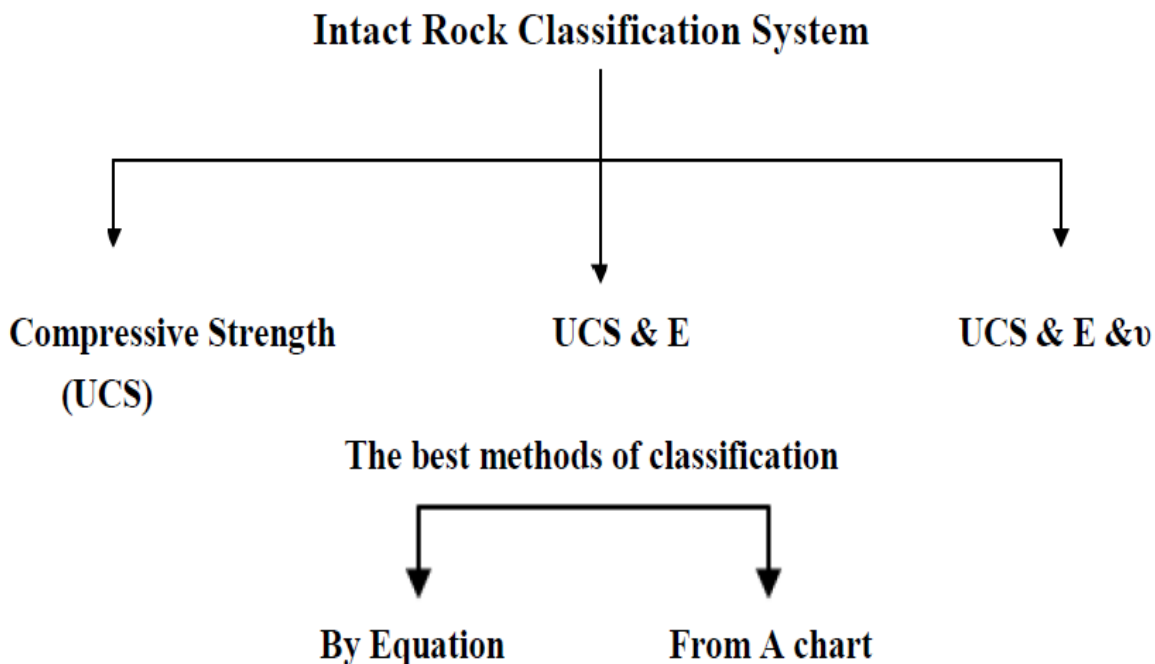 Intact Rock Classification System
Compressive Strength
(UCS)
UCS & E
UCS & E &υ
The best methods of classification
By Equation
From A chart